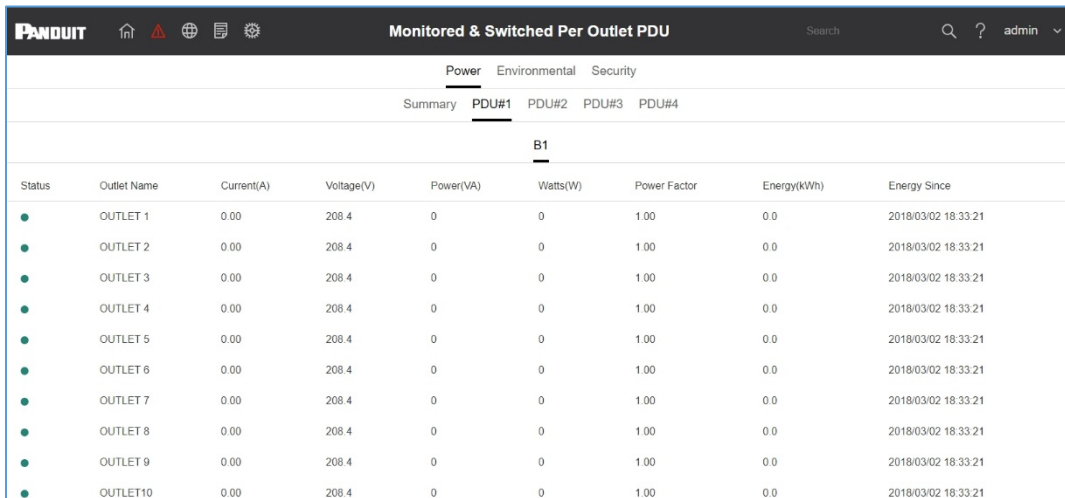 PANDUIT Monitored & Switched Per Outlet PDU Search ? admin
Power Environmental Security
Summary PDU#1 PDU#2 PDU#3 PDU#4
B1
Status Outlet Name Current(A) Voltage(V) Power(VA) Watts(W) Power Factor Energy(kWh) Energy Since
OUTLET 1 0.00 208.4 0 0 1.00 0.0 2018/03/02 18:33:21
OUTLET 2 0.00 208.4 0 0 1.00 0.0 2018/03/02 18:33:21
OUTLET 3 0.00 208.4 0 0 1.00 0.0 2018/03/02 18:33:21
OUTLET 4 0.00 208.4 0 0 1.00 0.0 2018/03/02 18:33:21
OUTLET 5 0.00 208.4 0 0 1.00 0.0 2018/03/02 18:33:21
OUTLET 6 0.00 208.4 0 0 1.00 0.0 2018/03/02 18:33:21
OUTLET 7 0.00 208.4 0 0 1.00 0.0 2018/03/02 18:33:21
OUTLET 8 0.00 208.4 0 0 1.00 0.0 2018/03/02 18:33:21
OUTLET 9 0.00 208.4 0 0 1.00 0.0 2018/03/02 18:33:21
OUTLET10 0.00 208.4 0 0 1.00 0.0 2018/03/02 18:33:21